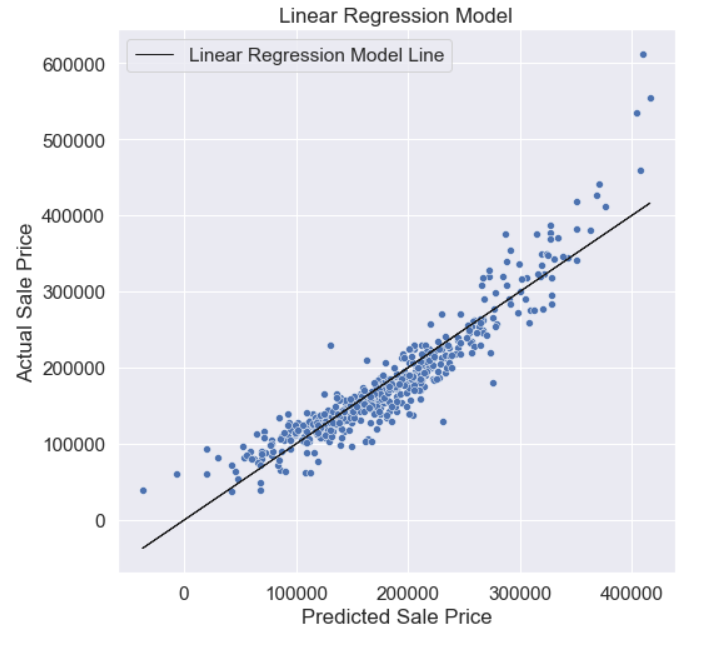 Linear Regression Model
Linear Regression Model Line
600000
500000
400000
300000
200000
100000
0
Actual Sale Price
0 100000 200000 300000 400000
Predicted Sale Price